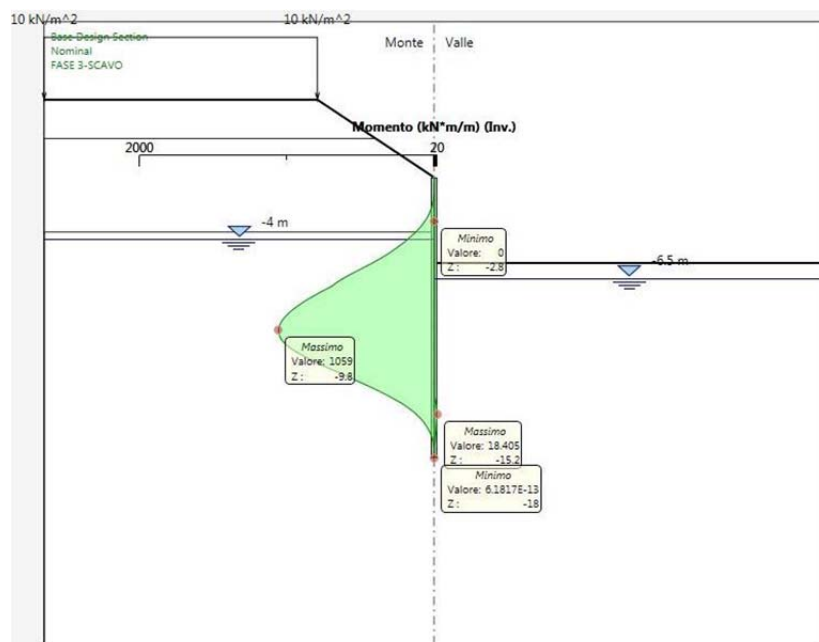 10 kN/m^2
10 kN/m^2
Base Design Section
Nominal
FASE 3-SCAVO
Monte
Valle
Momento (kN*m/m) (Inv.)
2000
20
-4 m
Minimo
Valore: 0
Z : -2.8
-6.5 m
Massimo
Valore: 1059
Z : -9.8
Massimo
Valore: 18.405
Z : -15.2
Minimo
Valore: 6.1817E-13
Z : -18